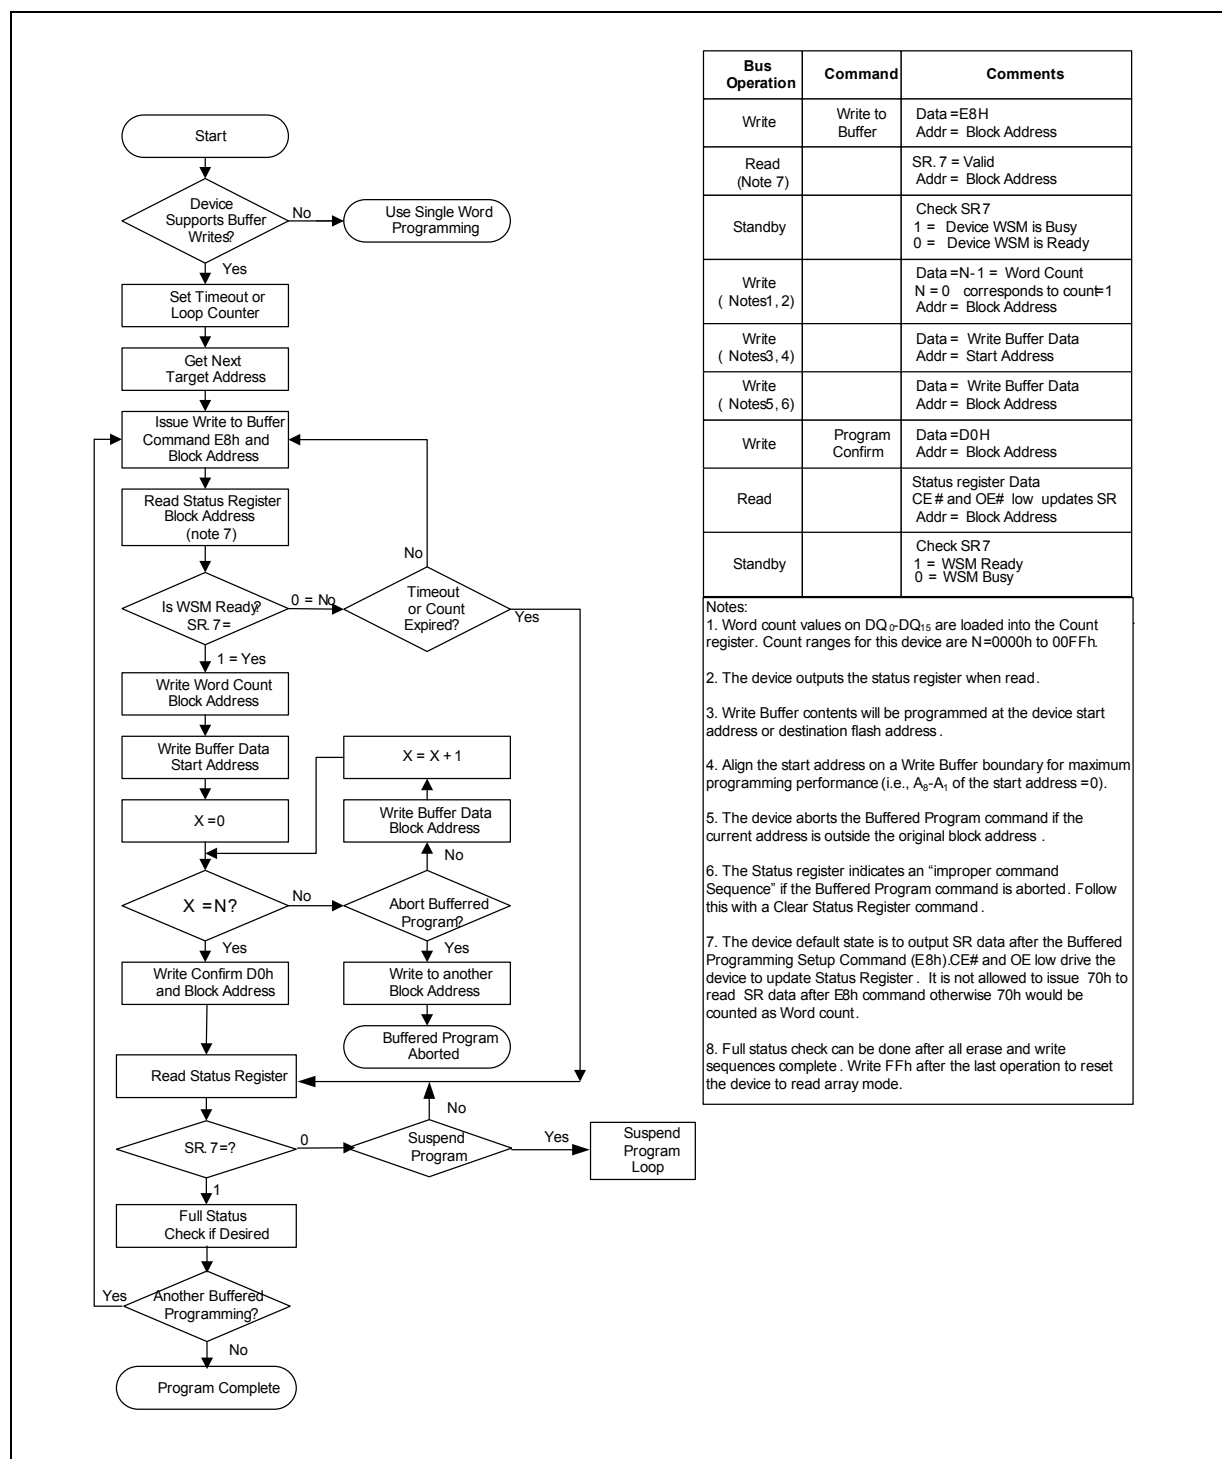 Start
Device
Supports Buffer
Writes?
No
Use Single Word
Programming
Yes
Set Timeout or
Loop Counter
Get Next
Target Address
Issue Write to Buffer
Command E8h and
Block Address
Read Status Register
Block Address
(note 7)
No
Is WSM Ready?
SR.7=
0 = No
Timeout
or Count
Expired?
Yes
1 = Yes
Write Word Count
Block Address
Write Buffer Data
Start Address
X = X + 1
X =0
Write Buffer Data
Block Address
No
X =N?
No
Abort Bufferred
Program?
Yes
Yes
Write Confirm D0h
and Block Address
Write to another
Block Address
Buffered Program
Aborted
Read Status Register
No
SR.7=?
0
Suspend
Program
Yes
Suspend
Program
Loop
1
Full Status
Check if Desired
Yes
Another Buffered
Programming?
No
Program Complete
Bus
Operation
Command
Comments
Write
Write to
Buffer
Data =E8H
Addr = Block Address
Read
(Note 7)
SR.7 = Valid
Addr = Block Address
Standby
Check SR7
1 = Device WSM is Busy
0 = Device WSM is Ready
Write
( Notes1, 2)
Data =N-1 = Word Count
N = 0 corresponds to count=1
Addr = Block Address
Write
( Notes3, 4)
Data = Write Buffer Data
Addr = Start Address
Write
( Notes5, 6)
Data = Write Buffer Data
Addr = Block Address
Write
Program
Confirm
Data =D0H
Addr = Block Address
Read
Status register Data
CE# and OE# low updates SR
Addr = Block Address
Standby
Check SR7
1 = WSM Ready
0 = WSM Busy
Notes:
1. Word count values on DQ0-DQ15 are loaded into the Count
register. Count ranges for this device are N=0000h to 00FFh.
2. The device outputs the status register when read.
3. Write Buffer contents will be programmed at the device start
address or destination flash address.
4. Align the start address on a Write Buffer boundary for maximum
programming performance (i.e., A8-A1 of the start address =0).
5. The device aborts the Buffered Program command if the
current address is outside the original block address .
6. The Status register indicates an “improper command
Sequence” if the Buffered Program command is aborted. Follow
this with a Clear Status Register command.
7. The device default state is to output SR data after the Buffered
Programming Setup Command (E8h).CE# and OE low drive the
device to update Status Register . It is not allowed to issue 70h to
read SR data after E8h command otherwise 70h would be
counted as Word count.
8. Full status check can be done after all erase and write
sequences complete. Write FFh after the last operation to reset
the device to read array mode.